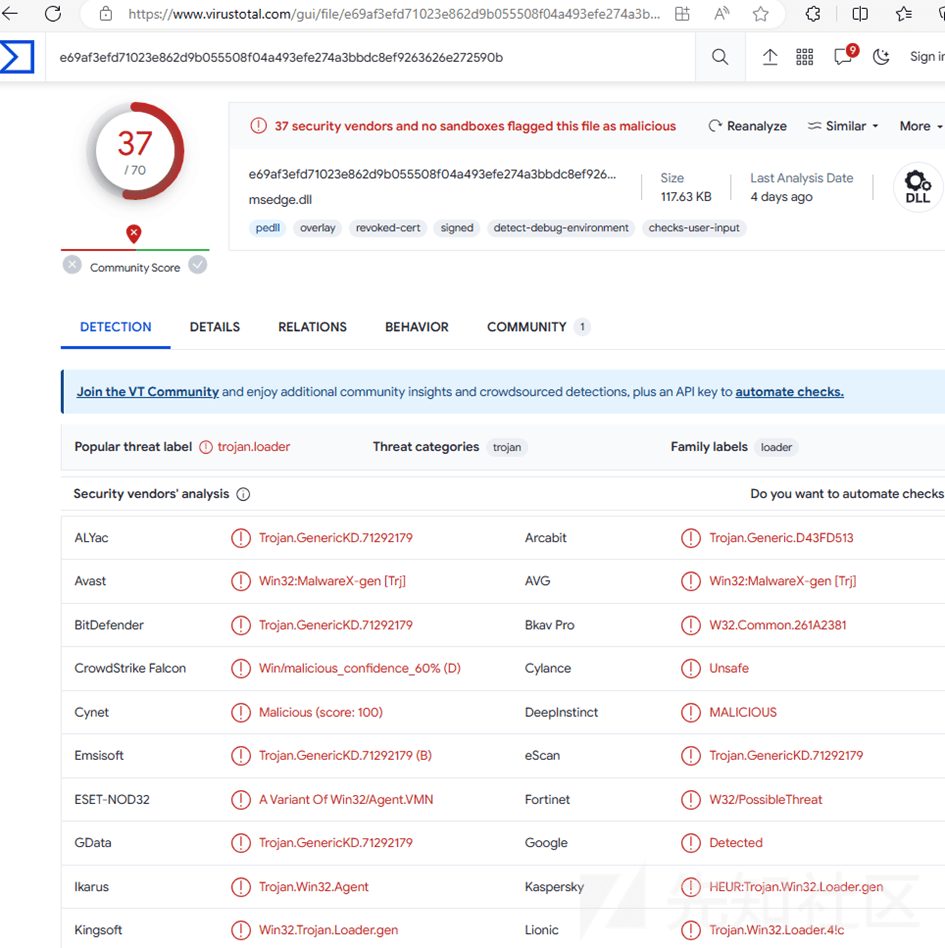 https://www.virustotal.com/gui/file/e69af3efd71023e862d9b055508f04a493efe274a3b...
e69af3efd71023e862d9b055508f04a493efe274a3bbdc8ef9263626e272590b
9
Sign in
37
/ 70
Community Score
37 security vendors and no sandboxes flagged this file as malicious
Reanalyze
Similar
More
e69af3efd71023e862d9b055508f04a493efe274a3bbdc8ef926...
msedge.dll
Size
117.63 KB
Last Analysis Date
4 days ago
DLL
pedll
overlay
revoked-cert
signed
detect-debug-environment
checks-user-input
DETECTION
DETAILS
RELATIONS
BEHAVIOR
COMMUNITY 1
Join the VT Community and enjoy additional community insights and crowdsourced detections, plus an API key to automate checks.
Popular threat label trojan.loader
Threat categories trojan
Family labels loader
Security vendors' analysis
Do you want to automate checks
ALYac Trojan.GenericKD.71292179 Arcabit Trojan.Generic.D43FD513
Avast Win32:MalwareX-gen [Trj] AVG Win32:MalwareX-gen [Trj]
BitDefender Trojan.GenericKD.71292179 Bkav Pro W32.Common.261A2381
CrowdStrike Falcon Win/malicious_confidence_60% (D) Cylance Unsafe
Cynet Malicious (score: 100) DeepInstinct MALICIOUS
Emsisoft Trojan.GenericKD.71292179 (B) eScan Trojan.GenericKD.71292179
ESET-NOD32 A Variant Of Win32/Agent.VMN Fortinet W32/PossibleThreat
GData Trojan.GenericKD.71292179 Google Detected
Ikarus Trojan.Win32.Agent Kaspersky HEUR:Trojan.Win32.Loader.gen
Kingsoft Win32.Trojan.Loader.gen Lionic Trojan.Win32.Loader.4!c
先知社区